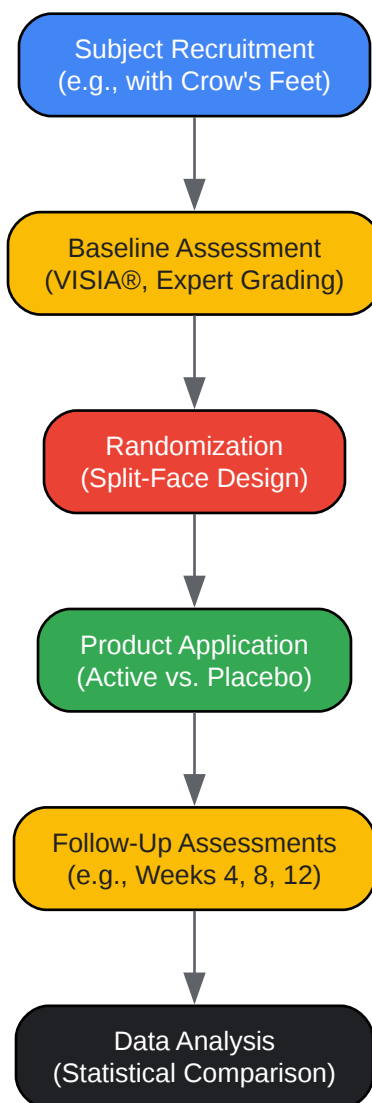 Subject Recruitment
(e.g., with Crow's Feet)
Baseline Assessment
(VISIA®, Expert Grading)
Randomization
(Split-Face Design)
Product Application
(Active vs. Placebo)
Follow-Up Assessments
(e.g., Weeks 4, 8, 12)
Data Analysis
(Statistical Comparison)